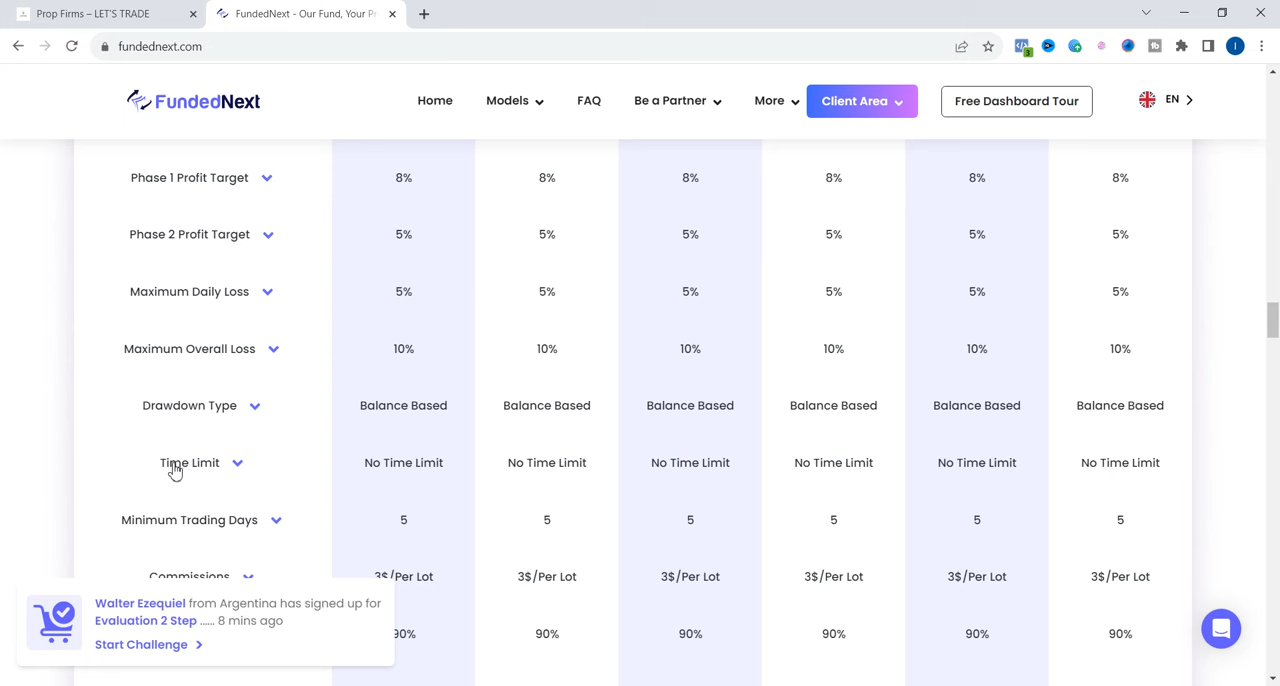 Prop Firms – LET'S TRADE
FundedNext - Our Fund, Your Pr
fundednext.com
3
I
FundedNext
Home
Models
FAQ
Be a Partner
More
Client Area
Free Dashboard Tour
EN
Phase 1 Profit Target 8% 8% 8% 8% 8% 8%
Phase 2 Profit Target 5% 5% 5% 5% 5% 5%
Maximum Daily Loss 5% 5% 5% 5% 5% 5%
Maximum Overall Loss 10% 10% 10% 10% 10% 10%
Drawdown Type Balance Based Balance Based Balance Based Balance Based Balance Based Balance Based
Time Limit No Time Limit No Time Limit No Time Limit No Time Limit No Time Limit No Time Limit
Minimum Trading Days 5 5 5 5 5 5
Commissions 3$/Per Lot 3$/Per Lot 3$/Per Lot 3$/Per Lot 3$/Per Lot 3$/Per Lot
90% 90% 90% 90% 90% 90%
Walter Ezequiel from Argentina has signed up for
Evaluation 2 Step ...... 8 mins ago
Start Challenge